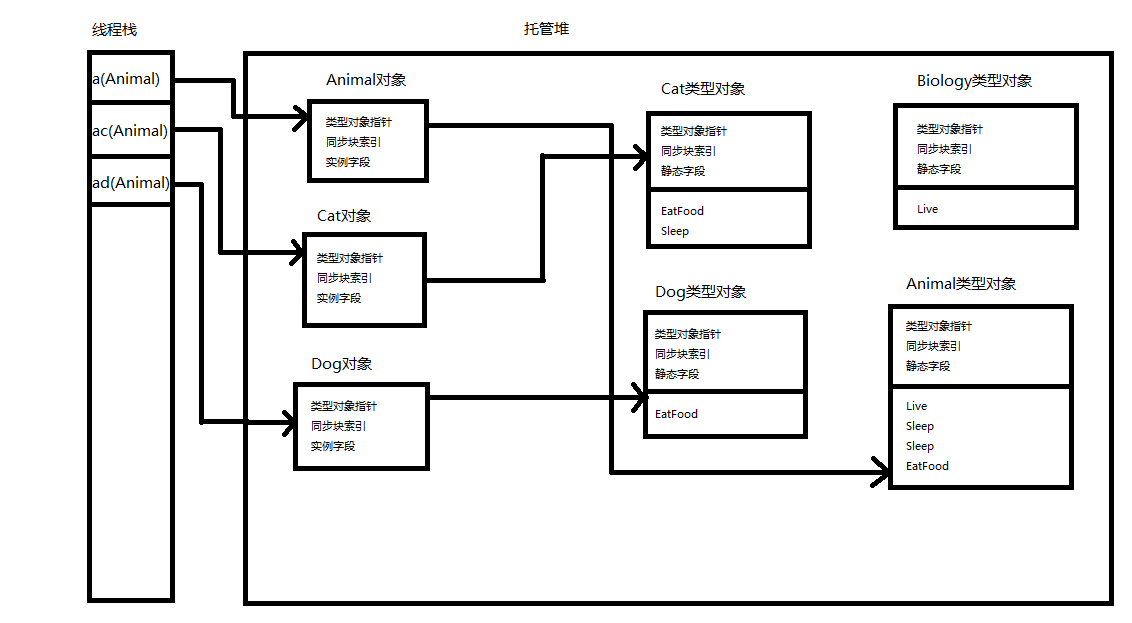 线程栈
托管堆
a(Animal)
ac(Animal)
ad(Animal)
Animal对象
类型对象指针
同步块索引
实例字段
Cat对象
类型对象指针
同步块索引
实例字段
Dog对象
类型对象指针
同步块索引
实例字段
Cat类型对象
类型对象指针
同步块索引
静态字段
EatFood
Sleep
Dog类型对象
类型对象指针
同步块索引
静态字段
EatFood
Biology类型对象
类型对象指针
同步块索引
静态字段
Live
Animal类型对象
类型对象指针
同步块索引
静态字段
Live
Sleep
Sleep
EatFood